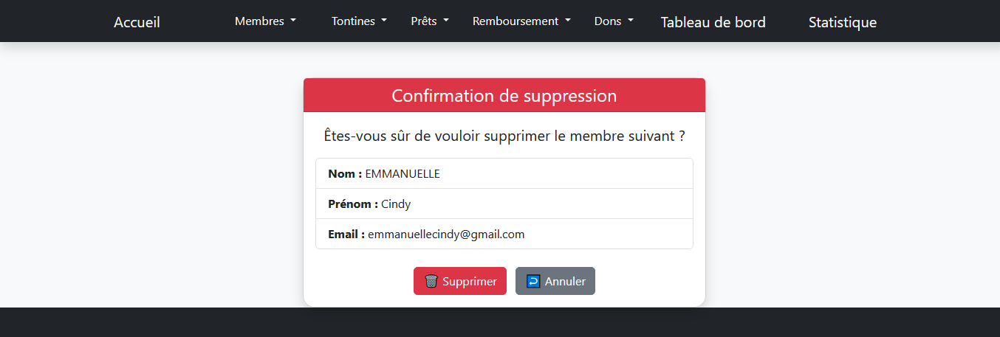 Accueil Membres Tontines Prêts Remboursement Dons Tableau de bord Statistique
Confirmation de suppression
Êtes-vous sûr de vouloir supprimer le membre suivant ?
Nom : EMMANUELLE
Prénom : Cindy
Email : emmanuellecindy@gmail.com
Supprimer Annuler